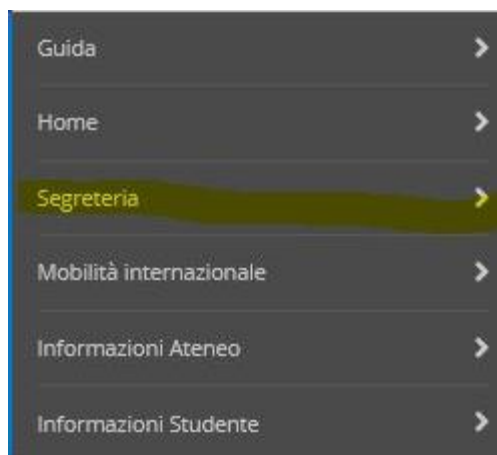 Guida
Home
Segreteria
Mobilità internazionale
Informazioni Ateneo
Informazioni Studente